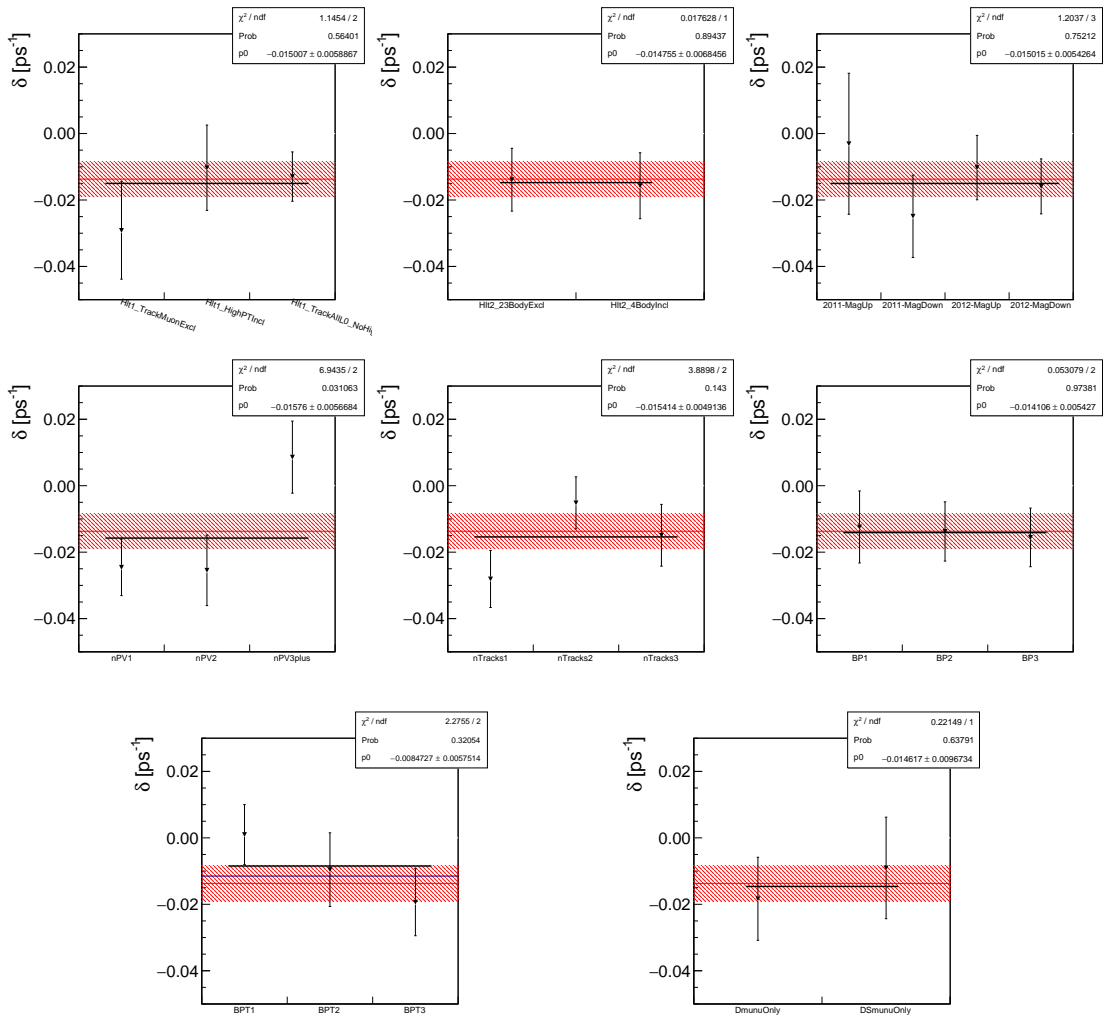 χ² / ndf 1.1454 / 2
Prob 0.56401
p0 −0.015007 ± 0.0058867
δ [ps⁻¹]
0.02
0.00
−0.02
−0.04
Hlt1_TrackMuonExcl
Hlt1_HighPTIncl
Hlt1_TrackAllL0_NoHi
χ² / ndf 0.017628 / 1
Prob 0.89437
p0 −0.014755 ± 0.0068456
δ [ps⁻¹]
0.02
0.00
−0.02
−0.04
Hlt2_23BodyExcl Hlt2_4BodyIncl
χ² / ndf 1.2037 / 3
Prob 0.75212
p0 −0.015015 ± 0.0054264
δ [ps⁻¹]
0.02
0.00
−0.02
−0.04
2011-MagUp 2011-MagDown 2012-MagUp 2012-MagDown
χ² / ndf 6.9435 / 2
Prob 0.031063
p0 −0.01576 ± 0.0056684
δ [ps⁻¹]
0.02
0.00
−0.02
−0.04
nPV1 nPV2 nPV3plus
χ² / ndf 3.8898 / 2
Prob 0.143
p0 −0.015414 ± 0.0049136
δ [ps⁻¹]
0.02
0.00
−0.02
−0.04
nTracks1 nTracks2 nTracks3
χ² / ndf 0.053079 / 2
Prob 0.97381
p0 −0.014106 ± 0.005427
δ [ps⁻¹]
0.02
0.00
−0.02
−0.04
BP1 BP2 BP3
χ² / ndf 2.2755 / 2
Prob 0.32054
p0 −0.0084727 ± 0.0057514
δ [ps⁻¹]
0.02
0.00
−0.02
−0.04
BPT1 BPT2 BPT3
χ² / ndf 0.22149 / 1
Prob 0.63791
p0 −0.014617 ± 0.0096734
δ [ps⁻¹]
0.02
0.00
−0.02
−0.04
DmunuOnly DSmunuOnly